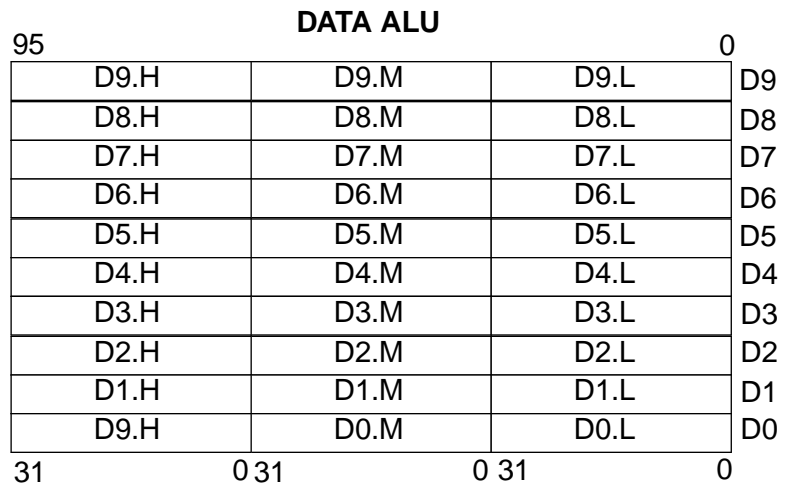 DATA ALU
95 0
D9.H D9.M D9.L D9
D8.H D8.M D8.L D8
D7.H D7.M D7.L D7
D6.H D6.M D6.L D6
D5.H D5.M D5.L D5
D4.H D4.M D4.L D4
D3.H D3.M D3.L D3
D2.H D2.M D2.L D2
D1.H D1.M D1.L D1
D9.H D0.M D0.L D0
31 0 31 0 31 0